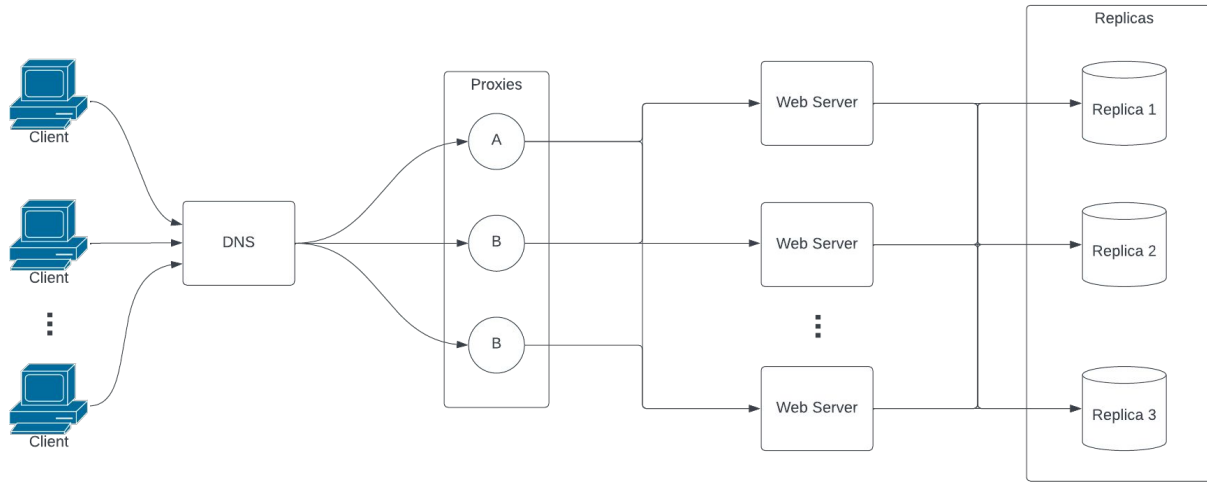 Client
Client
Client
DNS
Proxies
A
B
B
Web Server
Web Server
Web Server
Replicas
Replica 1
Replica 2
Replica 3